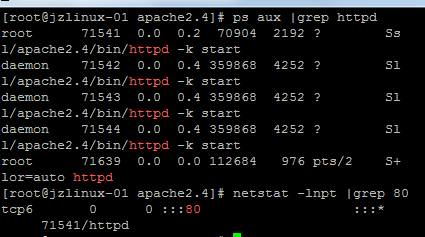 [root@jzlinux-01 apache2.4]# ps aux |grep httpd
root      71541  0.0  0.2  70904  2192 ?        Ss
l/apache2.4/bin/httpd -k start
daemon    71542  0.0  0.4 359868  4252 ?        Sl
l/apache2.4/bin/httpd -k start
daemon    71543  0.0  0.4 359868  4252 ?        Sl
l/apache2.4/bin/httpd -k start
daemon    71544  0.0  0.4 359868  4252 ?        Sl
l/apache2.4/bin/httpd -k start
root      71639  0.0  0.0 112684   976 pts/2    S+
lor=auto httpd
[root@jzlinux-01 apache2.4]# netstat -lnpt |grep 80
tcp6       0      0 :::80                   :::*
     71541/httpd